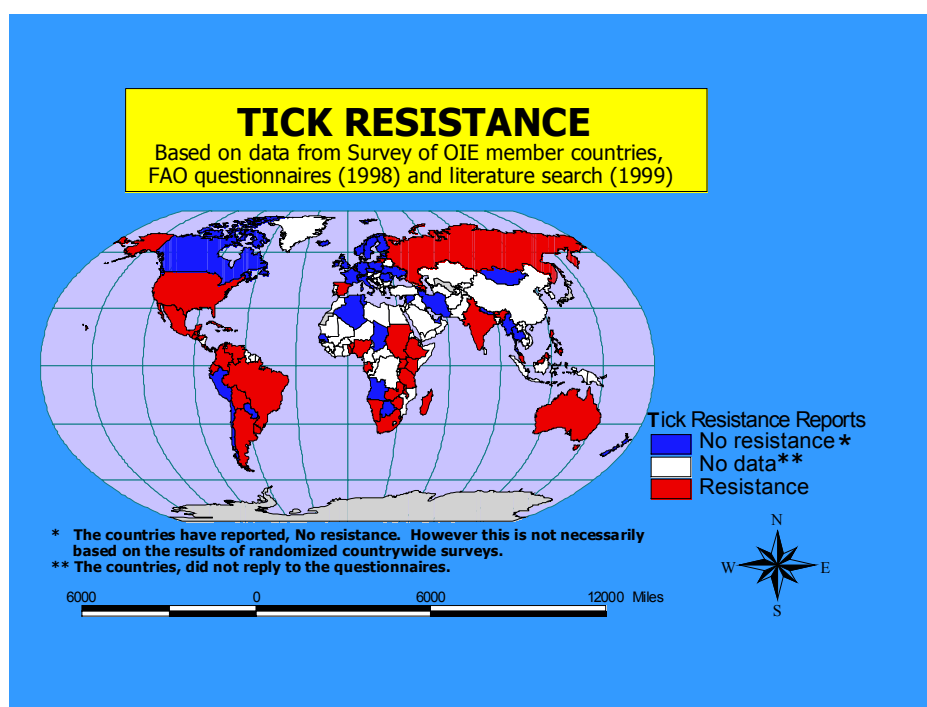 TICK RESISTANCE
Based on data from Survey of OIE member countries,
FAO questionnaires (1998) and literature search (1999)
Tick Resistance Reports
No resistance*
No data**
Resistance
* The countries have reported, No resistance. However this is not necessarily
based on the results of randomized countrywide surveys.
** The countries, did not reply to the questionnaires.
N
W E
S
6000 0 6000 12000 Miles